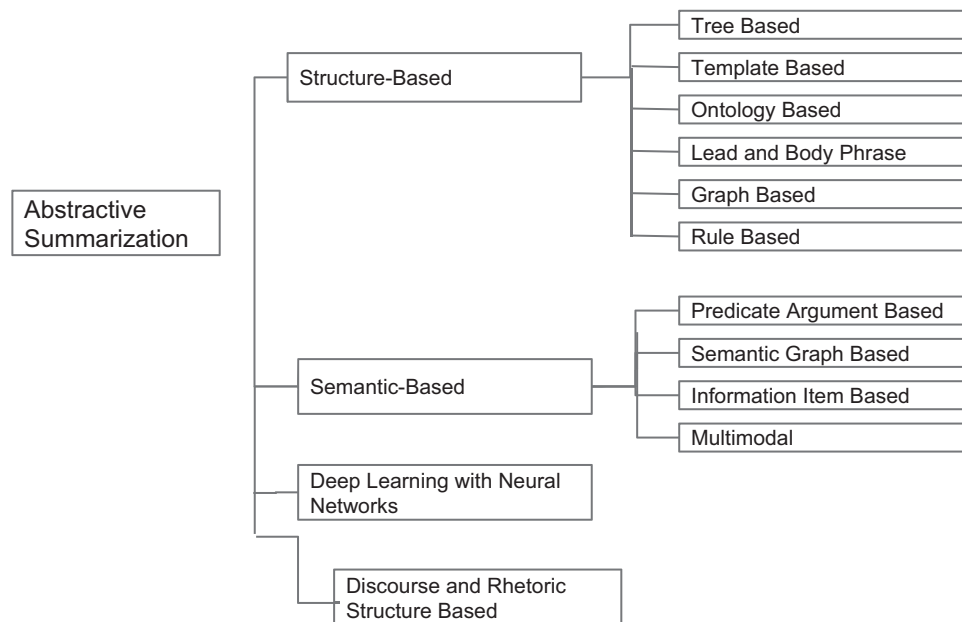 Abstractive
Summarization
Structure-Based
Tree Based
Template Based
Ontology Based
Lead and Body Phrase
Graph Based
Rule Based
Semantic-Based
Predicate Argument Based
Semantic Graph Based
Information Item Based
Multimodal
Deep Learning with Neural
Networks
Discourse and Rhetoric
Structure Based